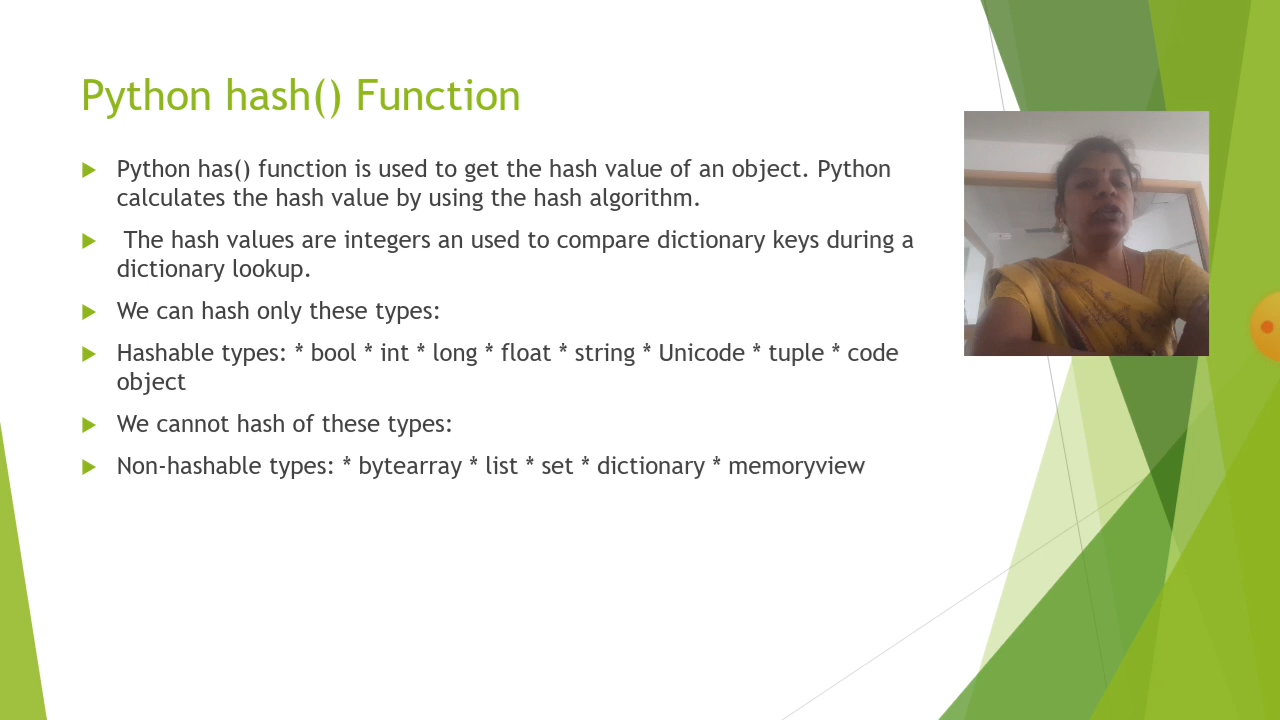 Python hash() Function
Python has() function is used to get the hash value of an object. Python
calculates the hash value by using the hash algorithm.
The hash values are integers an used to compare dictionary keys during a
dictionary lookup.
We can hash only these types:
Hashable types: * bool * int * long * float * string * Unicode * tuple * code
object
We cannot hash of these types:
Non-hashable types: * bytearray * list * set * dictionary * memoryview